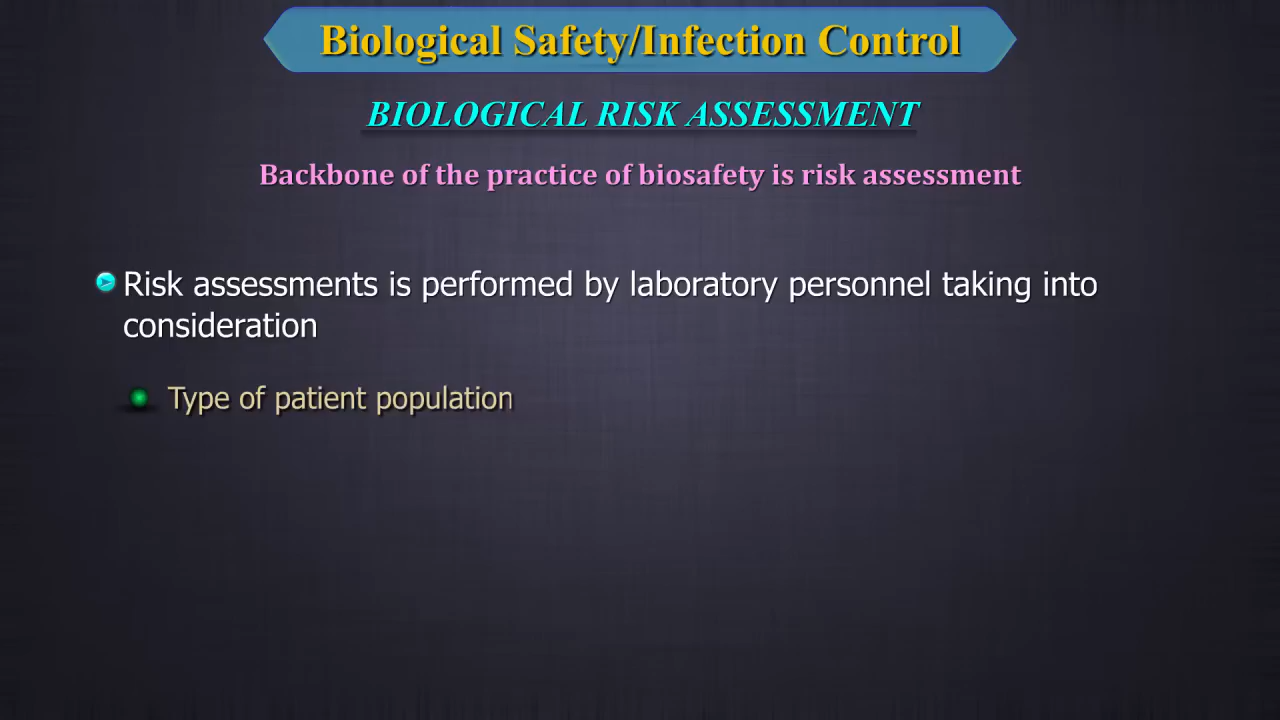 Biological Safety/Infection Control
BIOLOGICAL RISK ASSESSMENT
Backbone of the practice of biosafety is risk assessment
Risk assessments is performed by laboratory personnel taking into
consideration
Type of patient population